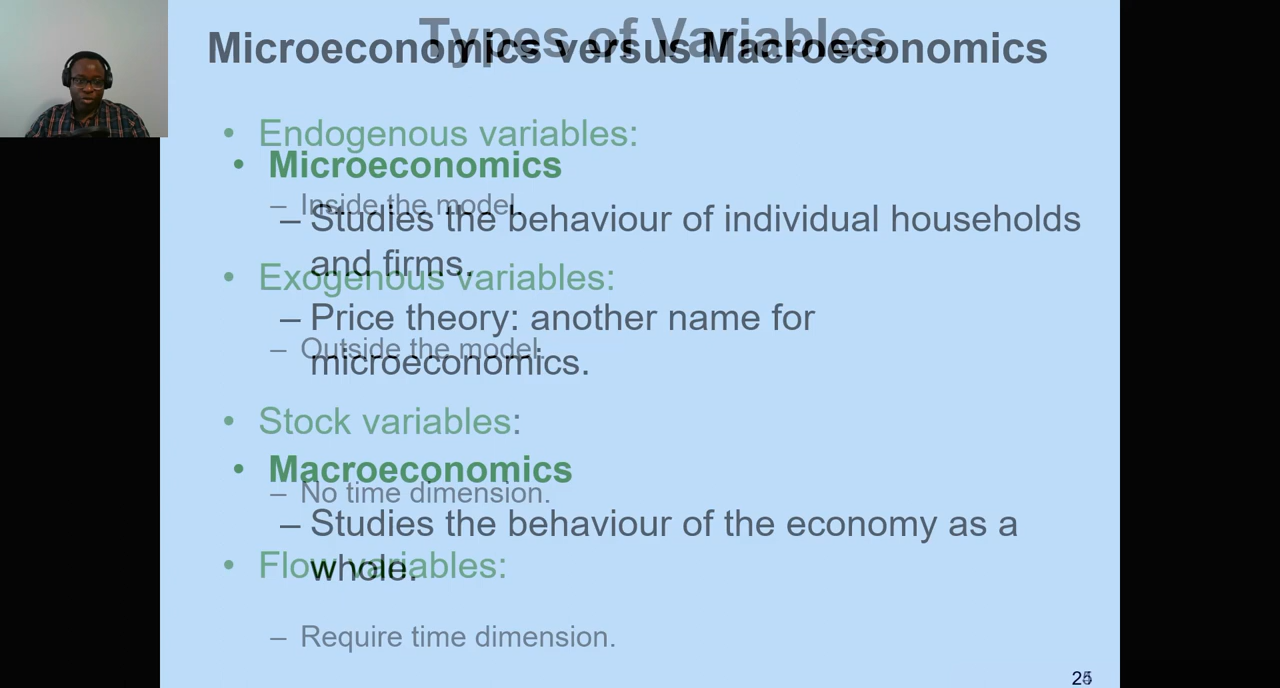 Types of Variables
Microeconomics versus Macroeconomics
• Endogenous variables:
• Microeconomics
– Inside the model.
– Studies the behaviour of individual households
and firms.
• Exogenous variables:
– Price theory: another name for
– Outside the model.
microeconomics.
• Stock variables:
• Macroeconomics
– No time dimension.
– Studies the behaviour of the economy as a
whole.
• Flow variables:
– Require time dimension.